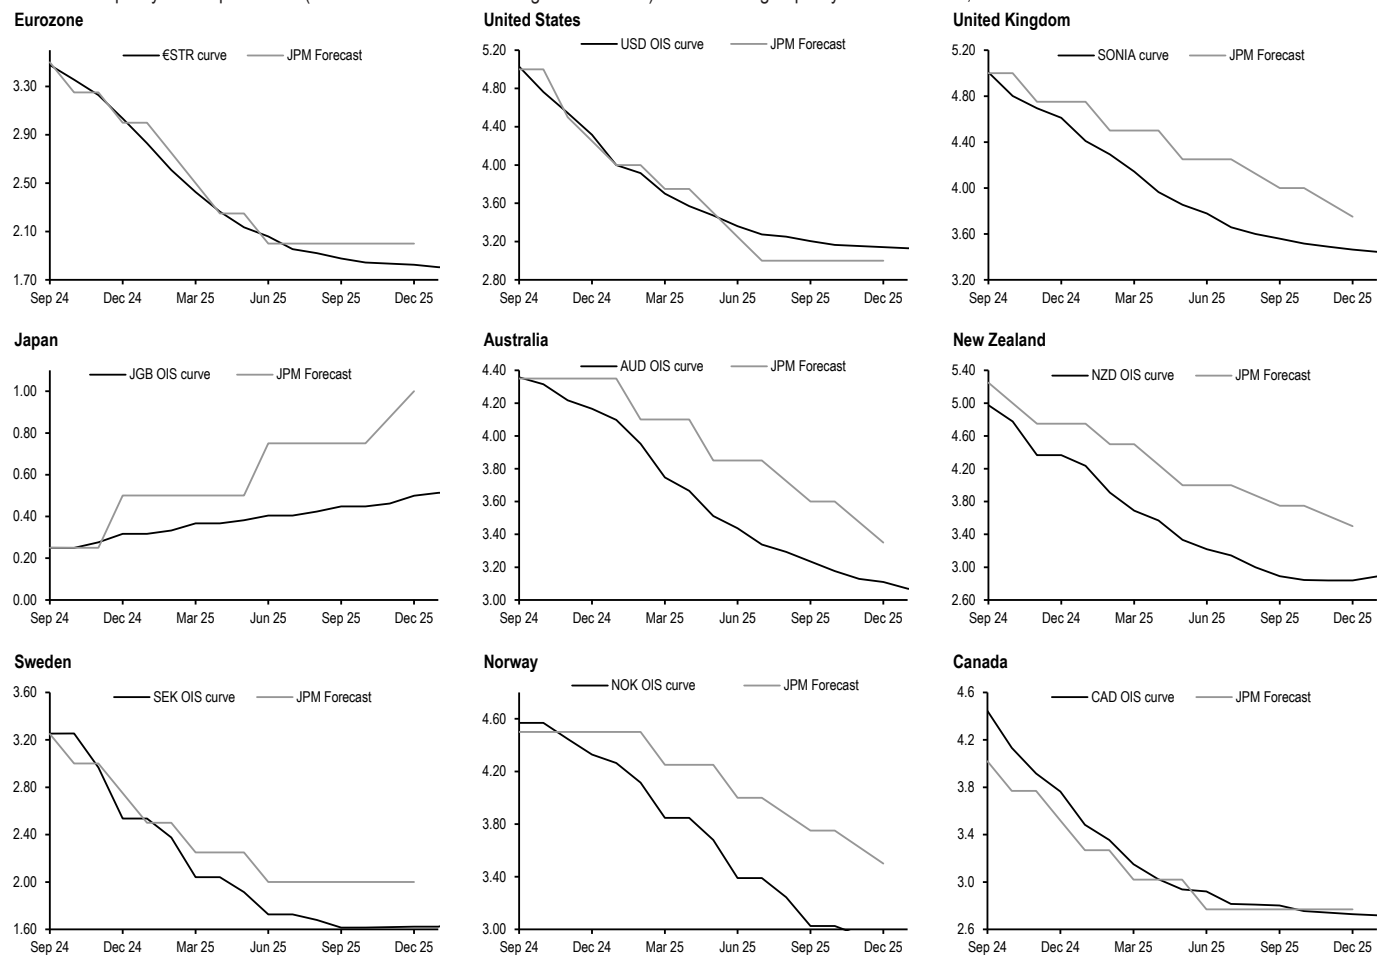 Eurozone
€STR curve
JPM Forecast
3.30
2.90
2.50
2.10
1.70
Sep 24 Dec 24 Mar 25 Jun 25 Sep 25 Dec 25
United States
USD OIS curve
JPM Forecast
5.20
4.80
4.40
4.00
3.60
3.20
2.80
Sep 24 Dec 24 Mar 25 Jun 25 Sep 25 Dec 25
United Kingdom
SONIA curve
JPM Forecast
5.20
4.80
4.40
4.00
3.60
3.20
Sep 24 Dec 24 Mar 25 Jun 25 Sep 25 Dec 25
Japan
JGB OIS curve
JPM Forecast
1.00
0.80
0.60
0.40
0.20
0.00
Sep 24 Dec 24 Mar 25 Jun 25 Sep 25 Dec 25
Australia
AUD OIS curve
JPM Forecast
4.40
4.20
4.00
3.80
3.60
3.40
3.20
3.00
Sep 24 Dec 24 Mar 25 Jun 25 Sep 25 Dec 25
New Zealand
NZD OIS curve
JPM Forecast
5.40
5.00
4.60
4.20
3.80
3.40
3.00
2.60
Sep 24 Dec 24 Mar 25 Jun 25 Sep 25 Dec 25
Sweden
SEK OIS curve
JPM Forecast
3.60
3.20
2.80
2.40
2.00
1.60
Sep 24 Dec 24 Mar 25 Jun 25 Sep 25 Dec 25
Norway
NOK OIS curve
JPM Forecast
4.60
4.20
3.80
3.40
3.00
Sep 24 Dec 24 Mar 25 Jun 25 Sep 25 Dec 25
Canada
CAD OIS curve
JPM Forecast
4.6
4.2
3.8
3.4
3.0
2.6
Sep 24 Dec 24 Mar 25 Jun 25 Sep 25 Dec 25